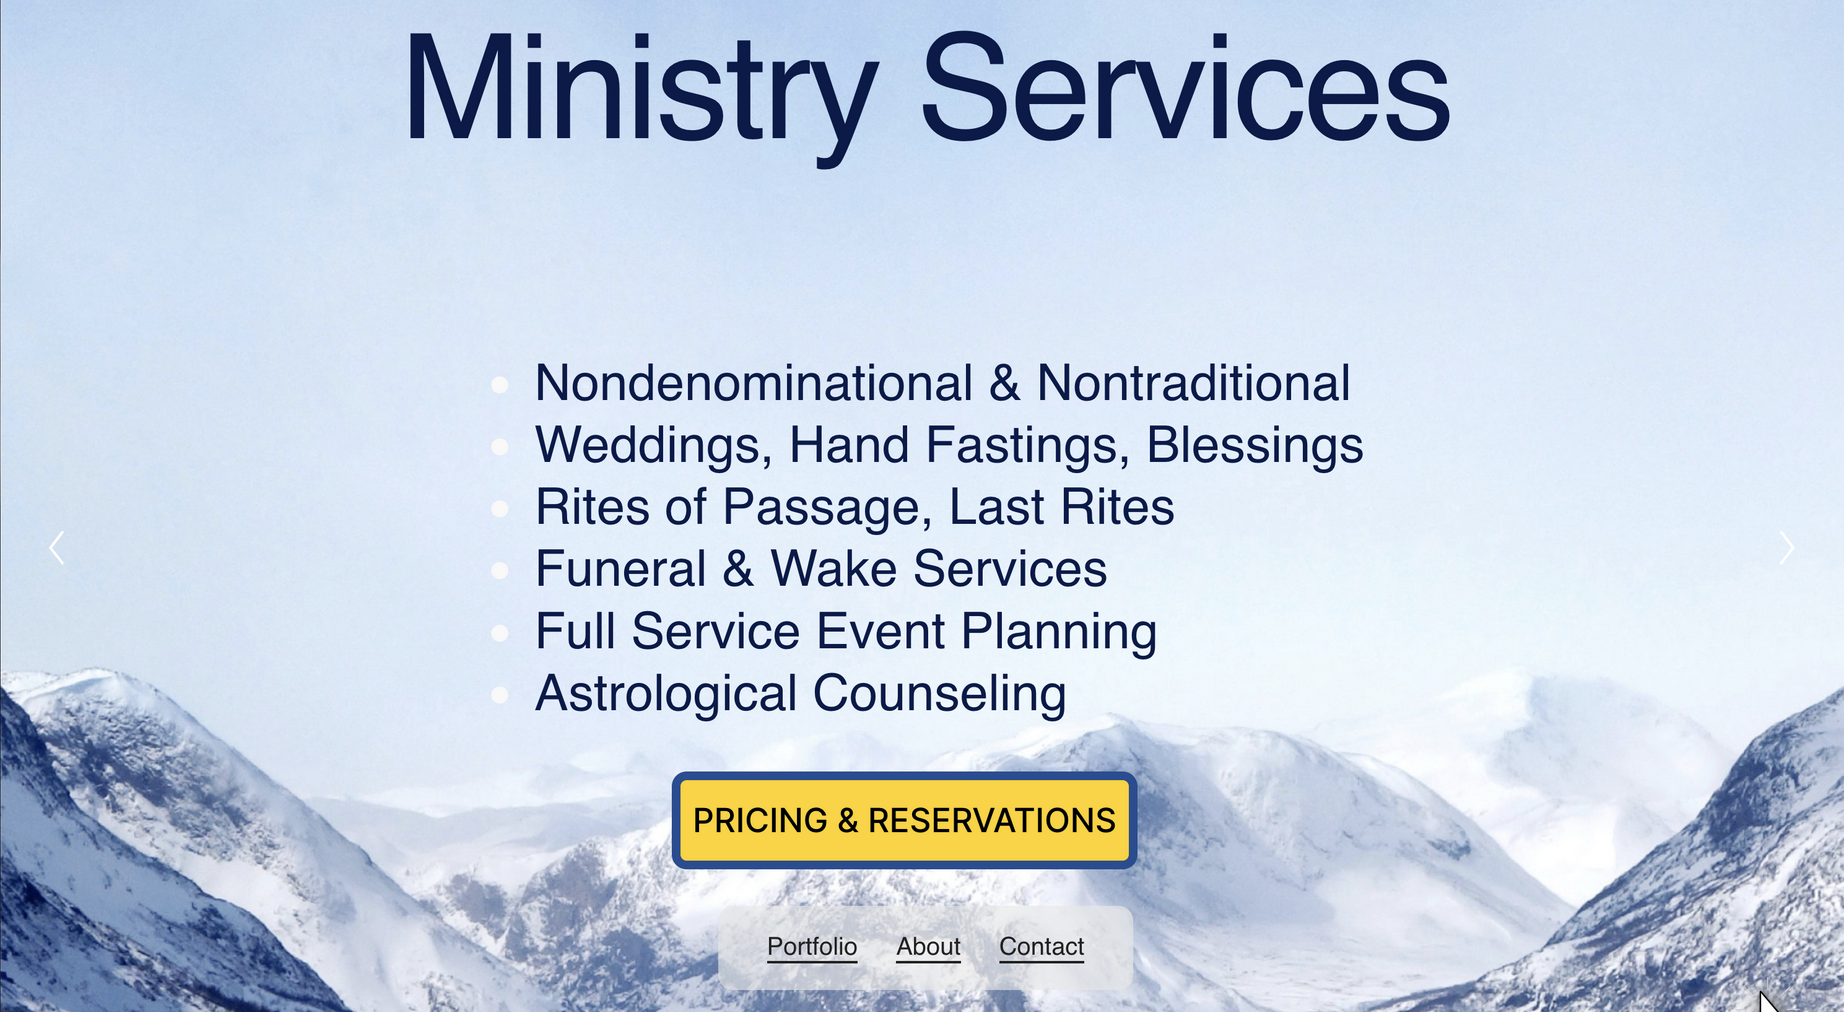 Ministry Services
Nondenominational & Nontraditional
Weddings, Hand Fastings, Blessings
Rites of Passage, Last Rites
Funeral & Wake Services
Full Service Event Planning
Astrological Counseling
PRICING & RESERVATIONS
Portfolio About Contact